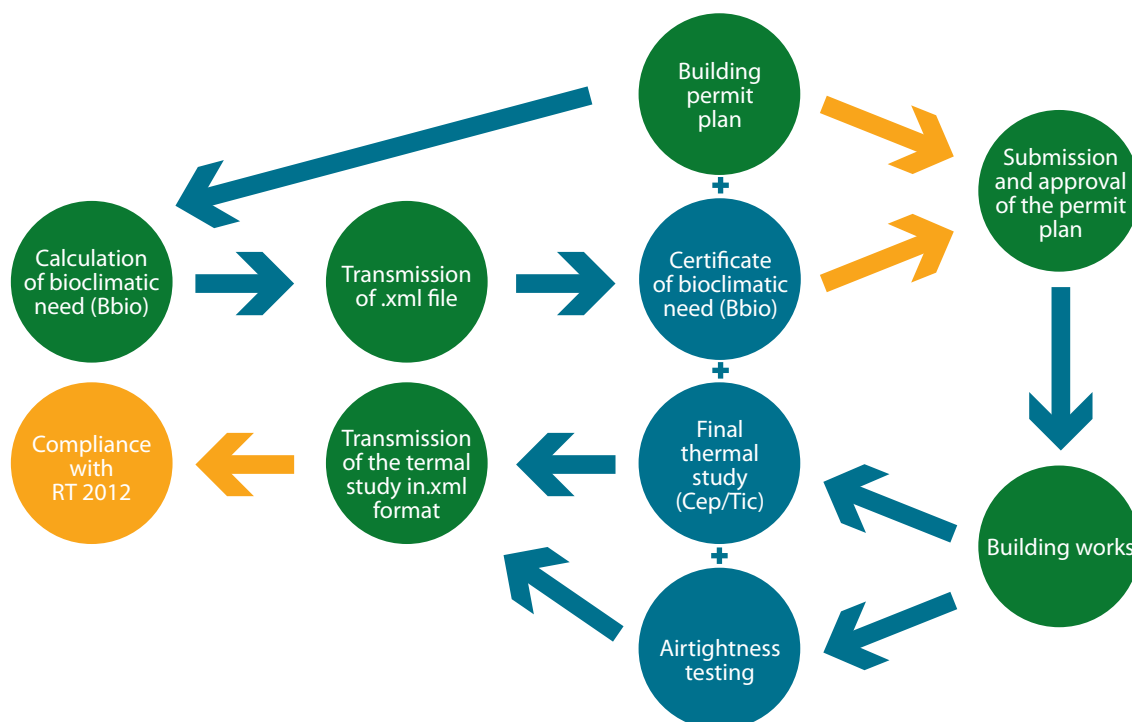 Building
permit
plan
Submission
and approval
of the permit
plan
+
Calculation
of bioclimatic
need (Bbio)
Transmission
of .xml file
Certificate
of bioclimatic
need (Bbio)
+
Compliance
with
RT 2012
Transmission
of the termal
study in.xml
format
Final
thermal
study
(Cep/Tic)
Building works
+
Airtightness
testing